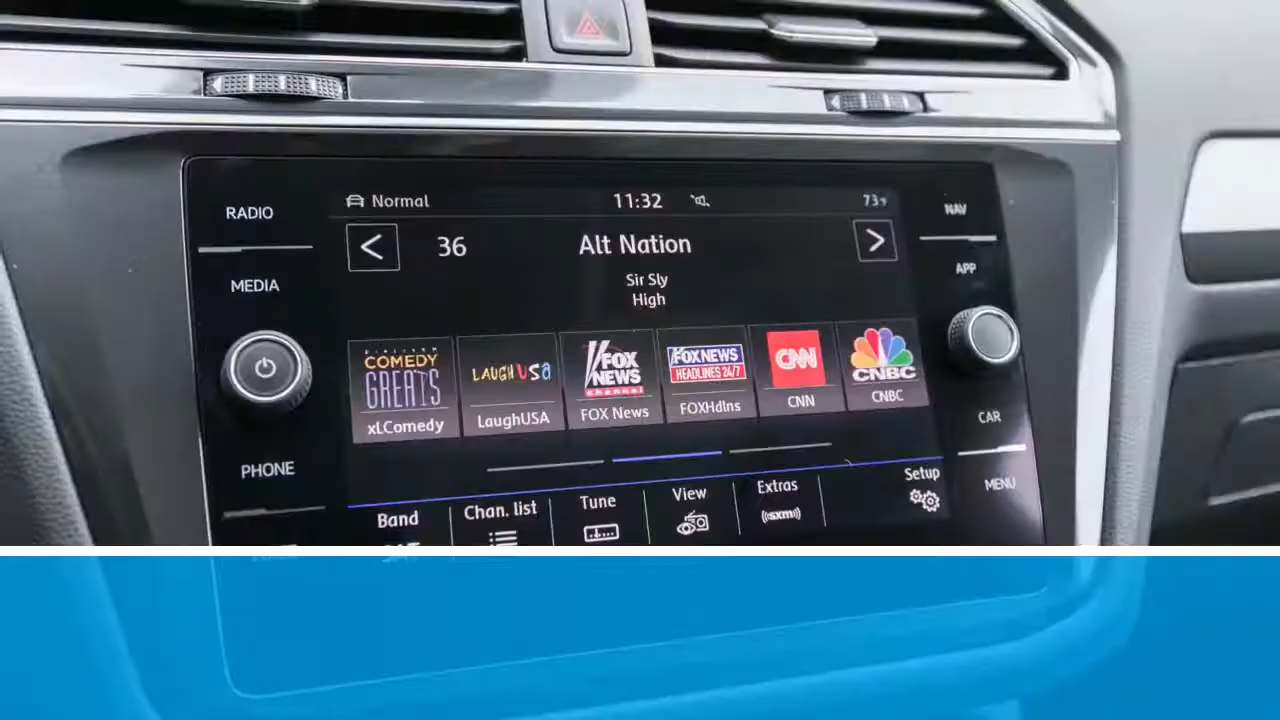 RADIO
MEDIA
PHONE
Normal
11:32
73°F
36
Alt Nation
Sir Sly
High
COMEDY
GREATS
xLComedy
LAUGH USA
LaughUSA
FOX
NEWS
channel
FOX News
FOX NEWS
HEADLINES 24/7
FOXHdlns
CNN
CNN
CNBC
CNBC
Band
Chan. list
Tune
View
Extras
((sxm))
Setup
NAV
APP
CAR
MENU